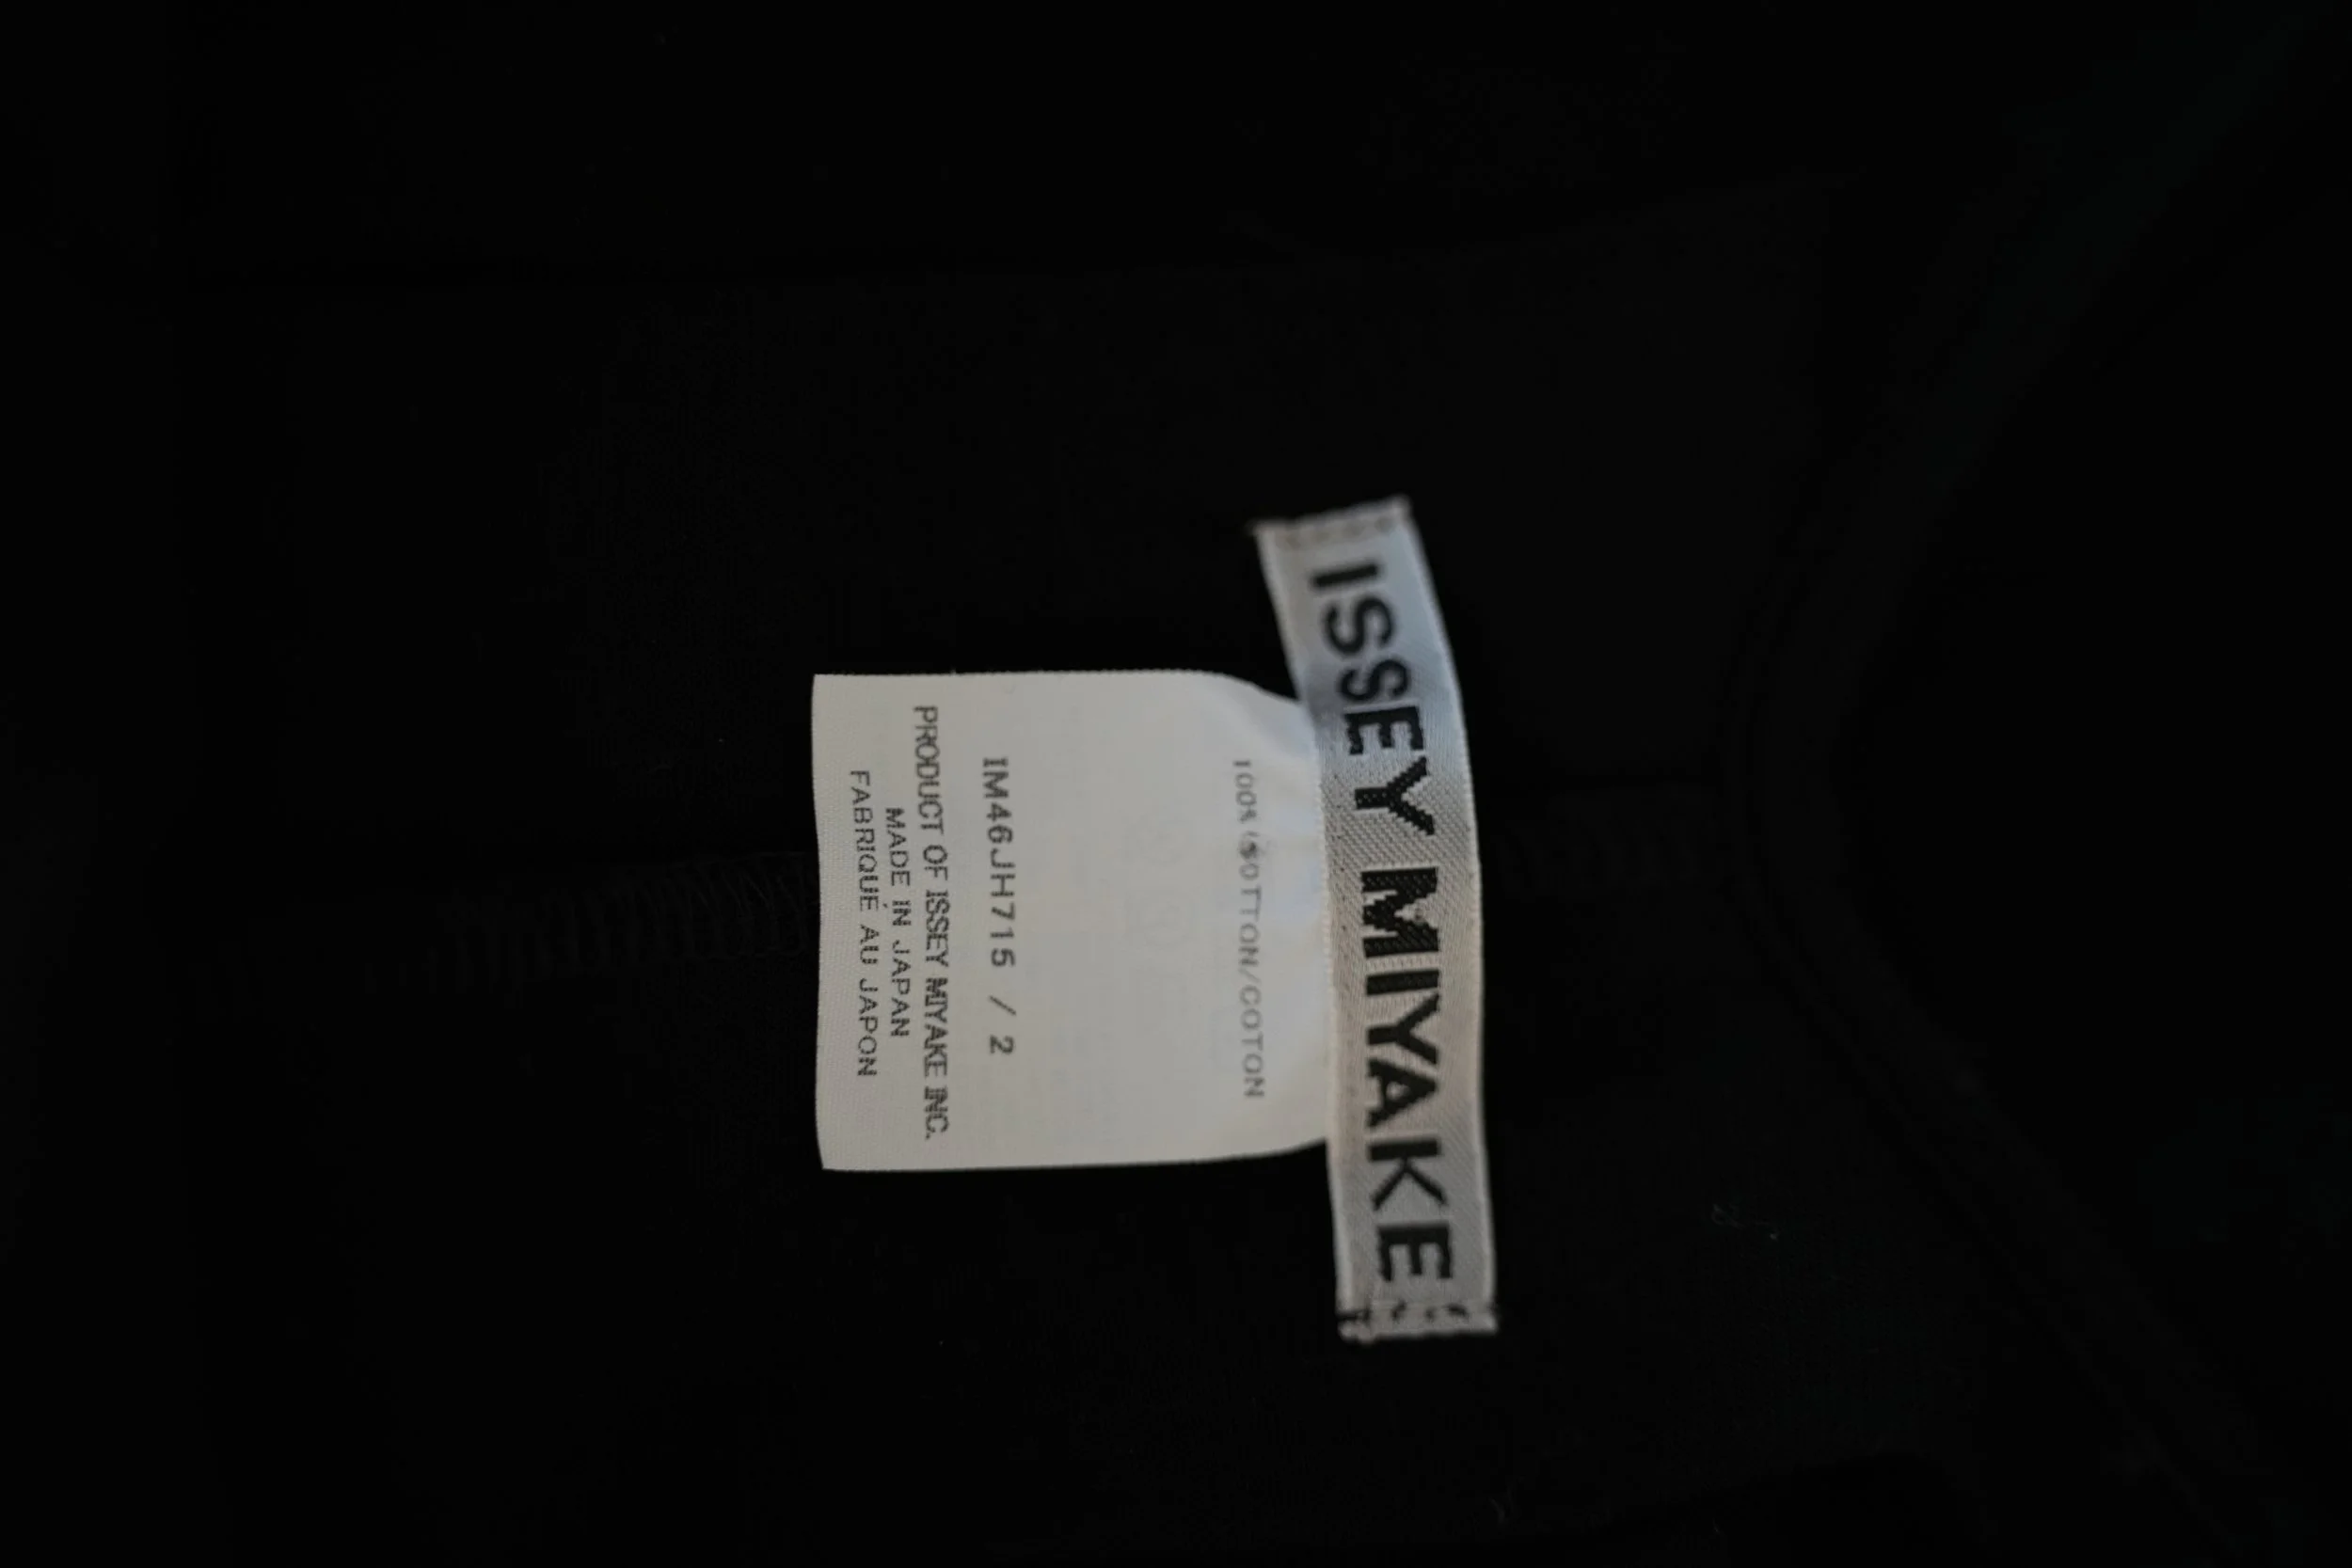 ISSEY MIYAKE
100% COTTON/COTON
IM46JH715 / 2
PRODUCT OF ISSEY MIYAKE INC.
MADE IN JAPAN
FABRIQUÉ AU JAPON